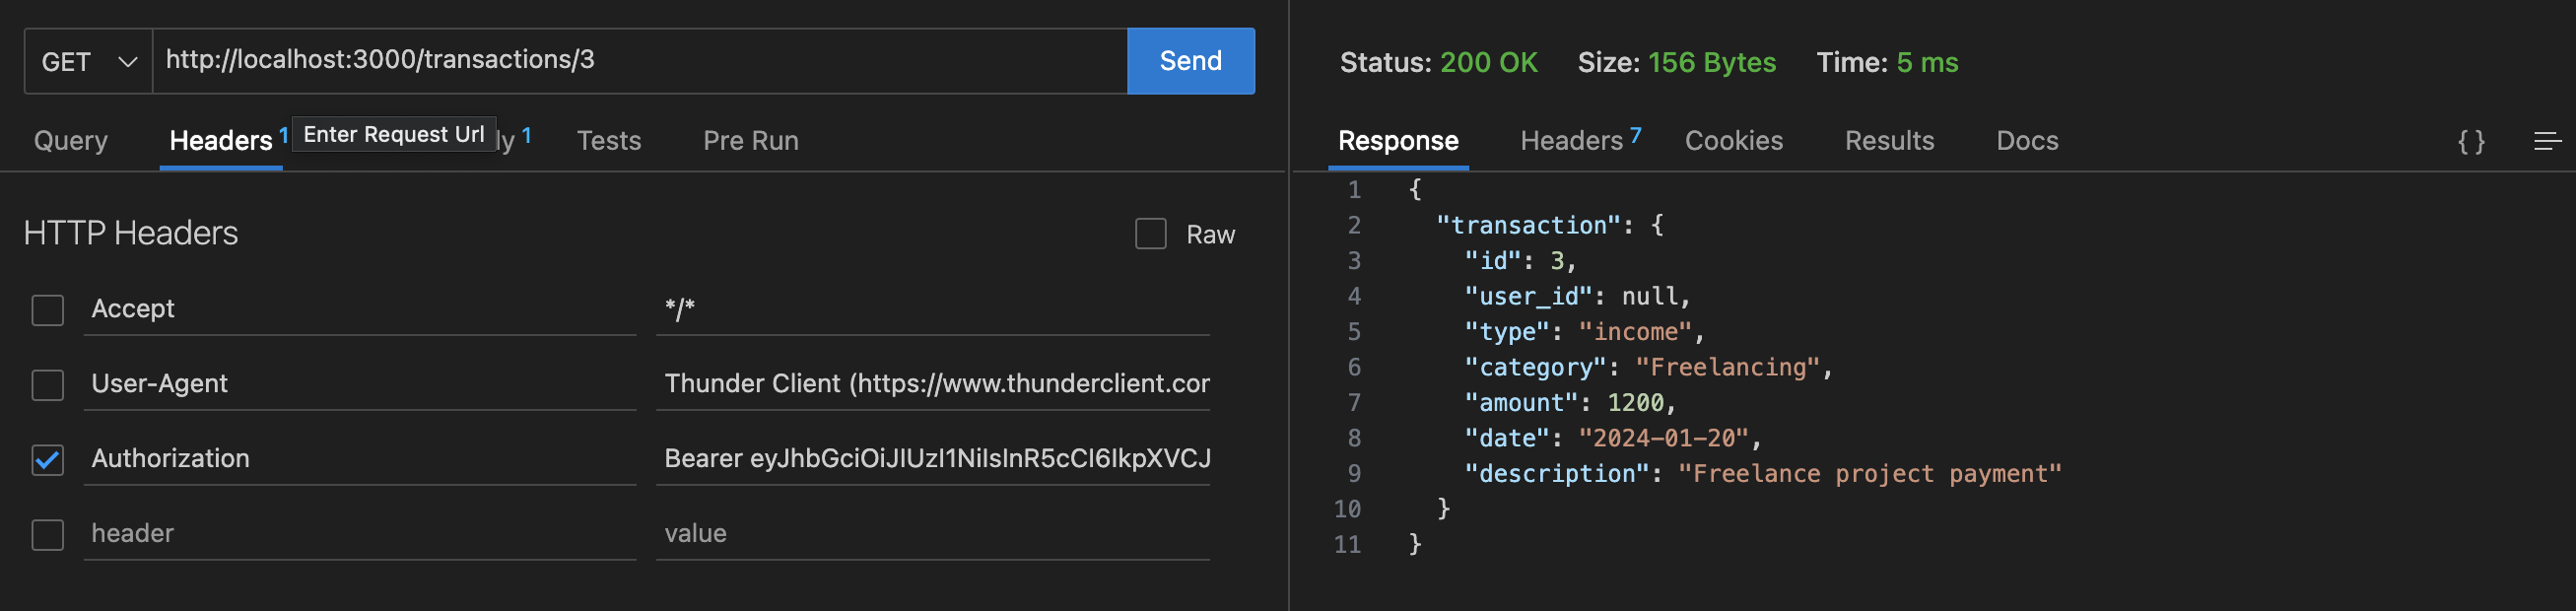 GET http://localhost:3000/transactions/3 Send
Query Headers 1 Enter Request Url ly 1 Tests Pre Run
HTTP Headers Raw
Accept */*
User-Agent Thunder Client (https://www.thunderclient.cor
Authorization Bearer eyJhbGciOiJIUzI1NiIsInR5cCI6IkpXVCJ
header value
Status: 200 OK Size: 156 Bytes Time: 5 ms
Response Headers 7 Cookies Results Docs { }
1 {
2 "transaction": {
3 "id": 3,
4 "user_id": null,
5 "type": "income",
6 "category": "Freelancing",
7 "amount": 1200,
8 "date": "2024-01-20",
9 "description": "Freelance project payment"
10 }
11 }